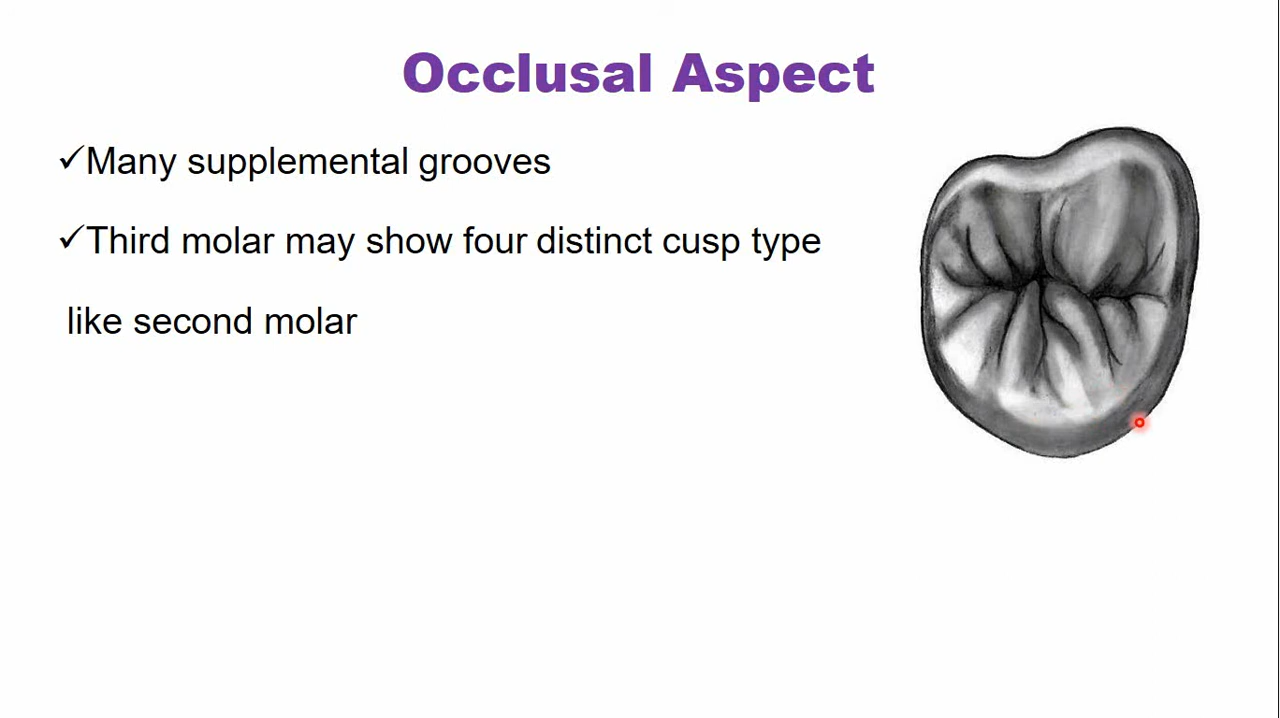 Occlusal Aspect
✓Many supplemental grooves
✓Third molar may show four distinct cusp type
like second molar